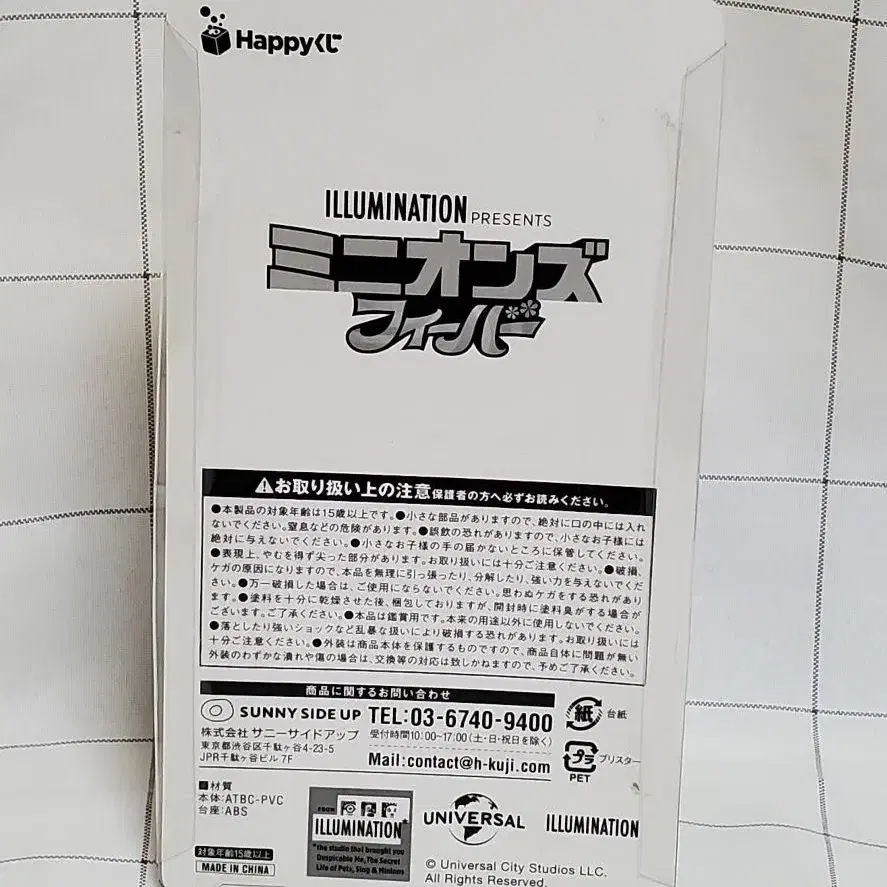 Happyくじ
ILLUMINATION PRESENTS
ミニオンズ
フィーバー
⚠お取り扱い上の注意 保護者の方へ必ずお読みください。
●本製品の対象年齢は15歳以上です。●小さな部品がありますので、絶対に口の中には入れ
ないでください。窒息などの危険があります。●誤飲の恐れがありますので、小さなお子様には
絶対に与えないでください。●小さなお子様の手の届かないところに保管してください。
●表現上、やむを得ず尖った部分があります。お取り扱いには十分ご注意ください。●破損、
ケガの原因になりますので、本品を無理に引っ張ったり、分解したり、強い力を与えないでくだ
さい。●万一破損した場合は、ご使用にならないでください。思わぬケガをする恐れがあり
ます。●塗料を十分に乾燥させた後、梱包しておりますが、開封時に塗料臭がする場合が
ございます。ご了承ください。●本品は鑑賞用です。本来の用途以外に使用しないでください。
●落としたり強いショックなど乱暴な扱いにより破損する恐れがあります。お取り扱いには
十分ご注意ください。●外装は商品本体を保護するものですので、商品自体に問題が無い
外装のわずかな潰れや傷の場合は、交換等の対応は致しかねますので、予めご了承ください。
商品に関するお問い合わせ
SUNNY SIDE UP
株式会社 サニーサイドアップ
東京都渋谷区千駄ヶ谷4-23-5
JPR千駄ヶ谷ビル 7F
TEL:03-6740-9400
受付時間10:00~17:00(土・日・祝日を除く)
Mail:contact@h-kuji.com
紙 台紙
プラ ブリスター
PET
■材質
本体:ATBC-PVC
台座:ABS
対象年齢15歳以上
MADE IN CHINA
FROM
ILLUMINATION
"the studio that brought you
Despicable Me, The Secret
Life of Pets, Sing & Minions
UNIVERSAL
ILLUMINATION
© Universal City Studios LLC.
All Rights Reserved.